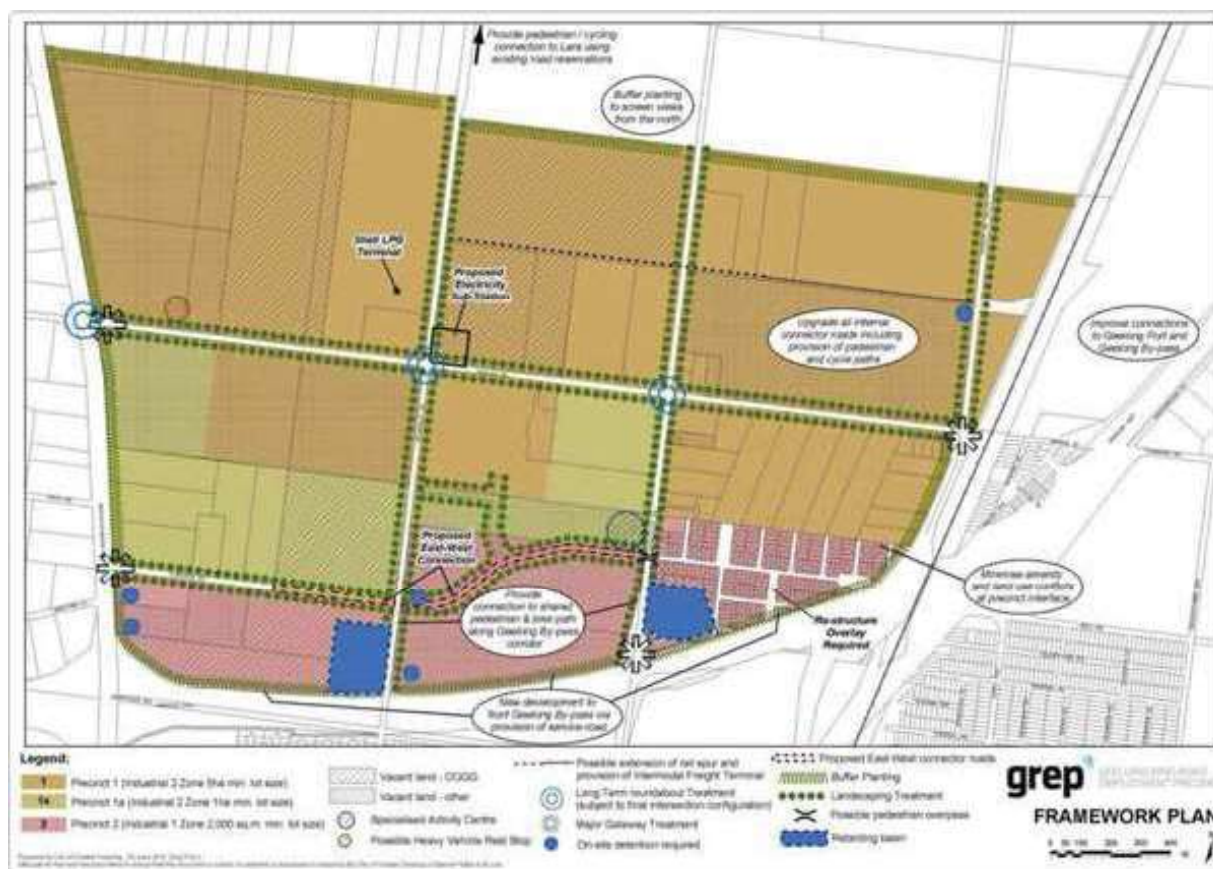 Provide pedestrian / cycling
connection to Lara using
existing road reservations
Buffer planting
to screen views
from the north
Shell LPG
Terminal
Proposed
Electricity
Sub-Station
Upgrade all internal
connector roads including
provision of pedestrian
and cycle paths
Improve connections
to Geelong Port and
Geelong By-pass
Proposed
East-West
Connection
Provide
connection to shared
pedestrian & bike path
along Geelong By-pass
corridor
Minimise amenity
and land use conflicts
at precinct interface
Re-structure
Overlay
Required
New development to
front Geelong By-pass via
provision of service road
Legend:
1 Precinct 1 (Industrial 2 Zone 5ha min. lot size)
1a Precinct 1a (Industrial 2 Zone 1ha min. lot size)
2 Precinct 2 (Industrial 1 Zone 2,000 sq.m. min. lot size)
Vacant land - COGG
Vacant land - other
Specialised Activity Centre
Possible Heavy Vehicle Rest Stop
Possible extension of rail spur and
provision of Intermodal Freight Terminal
Long Term roundabout Treatment
(subject to final intersection configuration)
Major Gateway Treatment
On-site detention required
Proposed East-West connector roads
Buffer Planting
Landscaping Treatment
Possible pedestrian overpass
Retarding basin
grep
FRAMEWORK PLAN